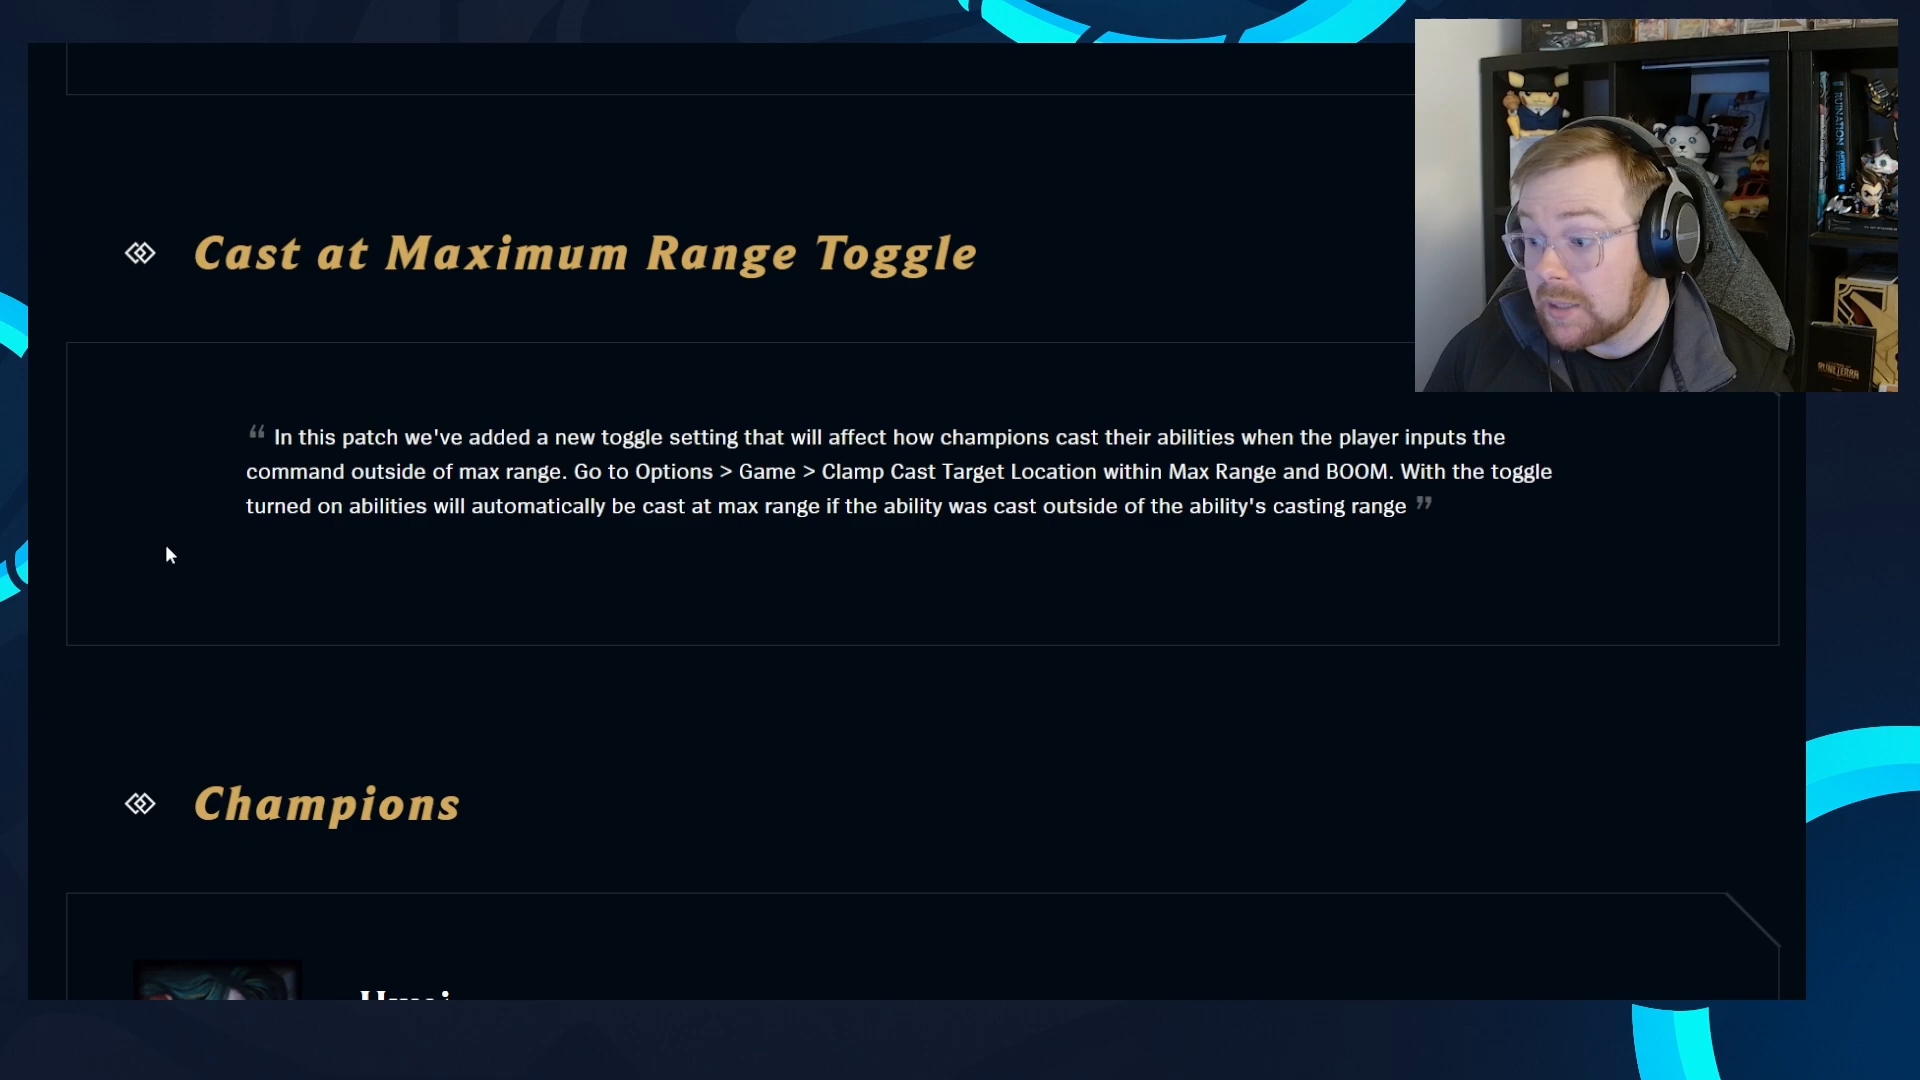 Cast at Maximum Range Toggle
“ In this patch we've added a new toggle setting that will affect how champions cast their abilities when the player inputs the
command outside of max range. Go to Options > Game > Clamp Cast Target Location within Max Range and BOOM. With the toggle
turned on abilities will automatically be cast at max range if the ability was cast outside of the ability's casting range ”
Champions
RUINATION
RUNETERRA